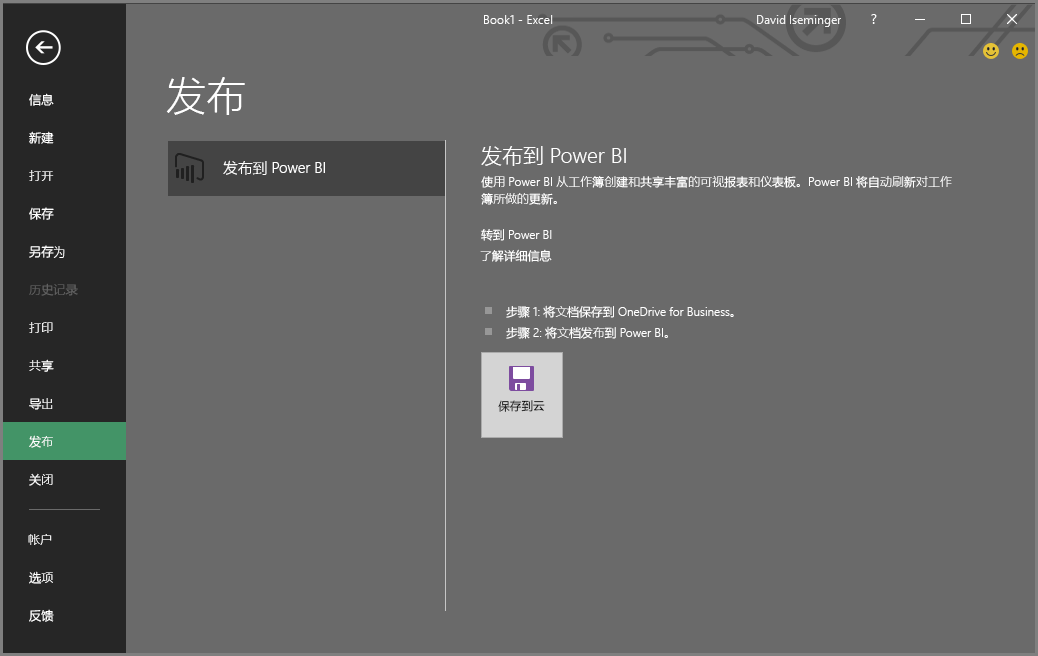 Book1 - Excel
David Iseminger
?
信息
新建
打开
保存
另存为
历史记录
打印
共享
导出
发布
关闭
帐户
选项
反馈
发布
发布到 Power BI
发布到 Power BI
使用 Power BI 从工作簿创建和共享丰富的可视报表和仪表板。Power BI 将自动刷新对工作
簿所做的更新。
转到 Power BI
了解详细信息
步骤 1: 将文档保存到 OneDrive for Business。
步骤 2: 将文档发布到 Power BI。
保存到云